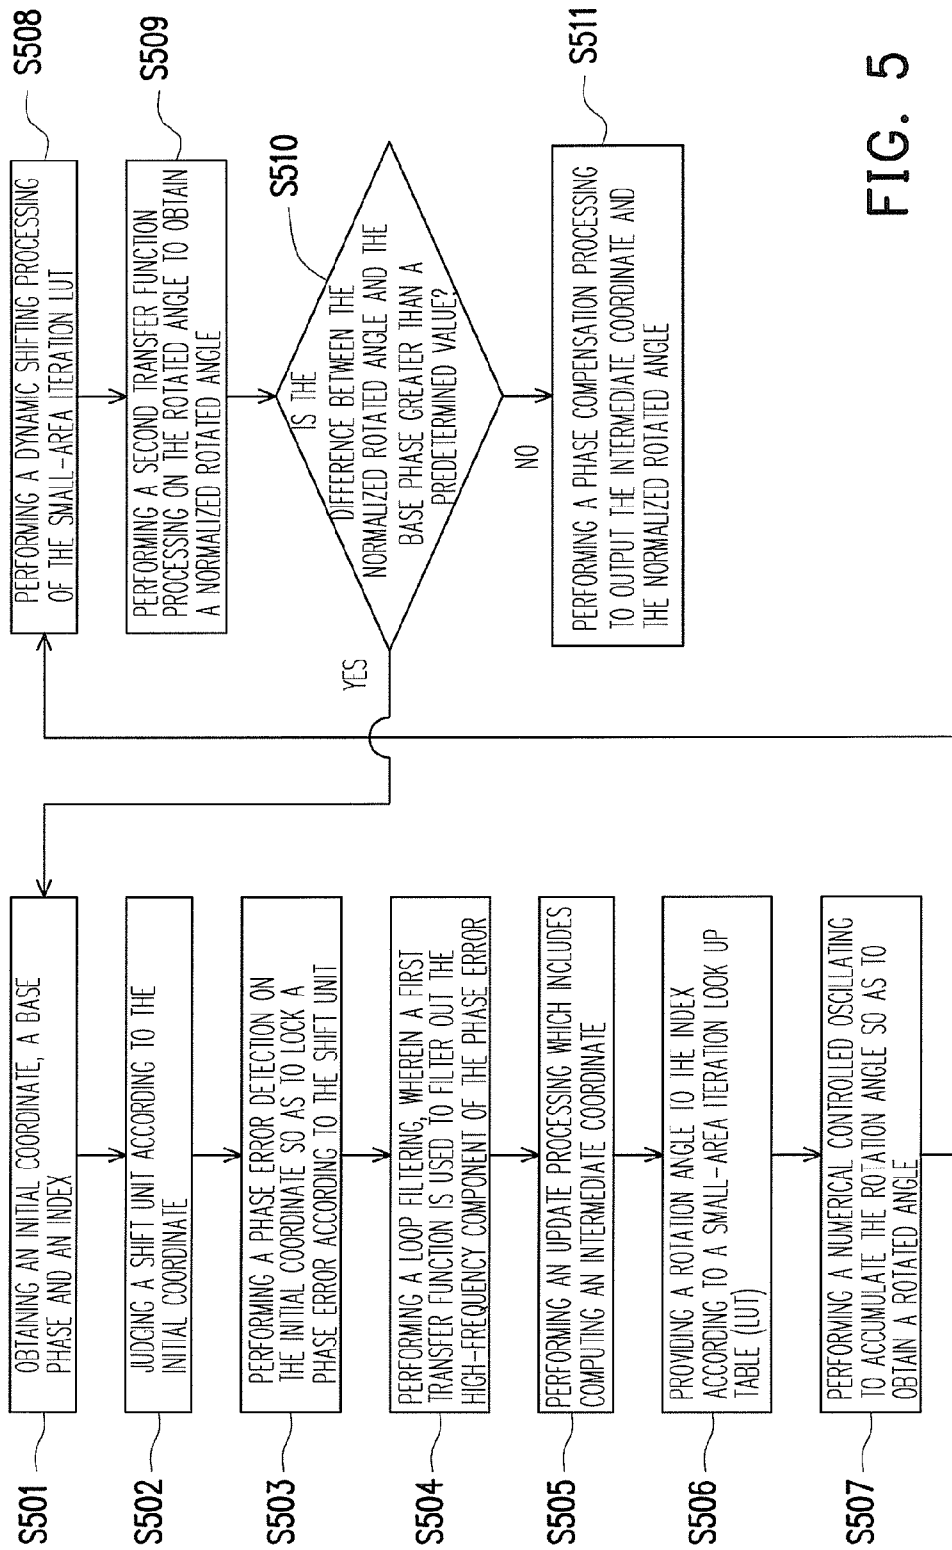 S501
OBTAINING AN INITIAL COORDINATE, A BASE
PHASE AND AN INDEX
S502
JUDGING A SHIFT UNIT ACCORDING TO THE
INITIAL COORDINATE
S503
PERFORMING A PHASE ERROR DETECTION ON
THE INITIAL COORDINATE SO AS TO LOCK A
PHASE ERROR ACCORDING TO THE SHIFT UNIT
S504
PERFORMING A LOOP FILTERING, WHEREIN A FIRST
TRANSFER FUNCTION IS USED TO FILTER OUT THE
HIGH-FREQUENCY COMPONENT OF THE PHASE ERROR
S505
PERFORMING AN UPDATE PROCESSING WHICH INCLUDES
COMPUTING AN INTERMEDIATE COORDINATE
S506
PROVIDING A ROTATION ANGLE TO THE INDEX
ACCORDING TO A SMALL-AREA ITERATION LOOK UP
TABLE (LUT)
S507
PERFORMING A NUMERICAL CONTROLLED OSCILLATING
TO ACCUMULATE THE ROTATION ANGLE SO AS TO
OBTAIN A ROTATED ANGLE
S508
PERFORMING A DYNAMIC SHIFTING PROCESSING
OF THE SMALL-AREA ITERATION LUT
S509
PERFORMING A SECOND TRANSFER FUNCTION
PROCESSING ON THE ROTATED ANGLE TO OBTAIN
A NORMALIZED ROTATED ANGLE
S510
IS THE
DIFFERENCE BETWEEN THE
NORMALIZED ROTATED ANGLE AND THE
BASE PHASE GREATER THAN A
PREDETERMINED VALUE?
YES
NO
S511
PERFORMING A PHASE COMPENSATION PROCESSING
TO OUTPUT THE INTERMEDIATE COORDINATE AND
THE NORMALIZED ROTATED ANGLE
FIG. 5